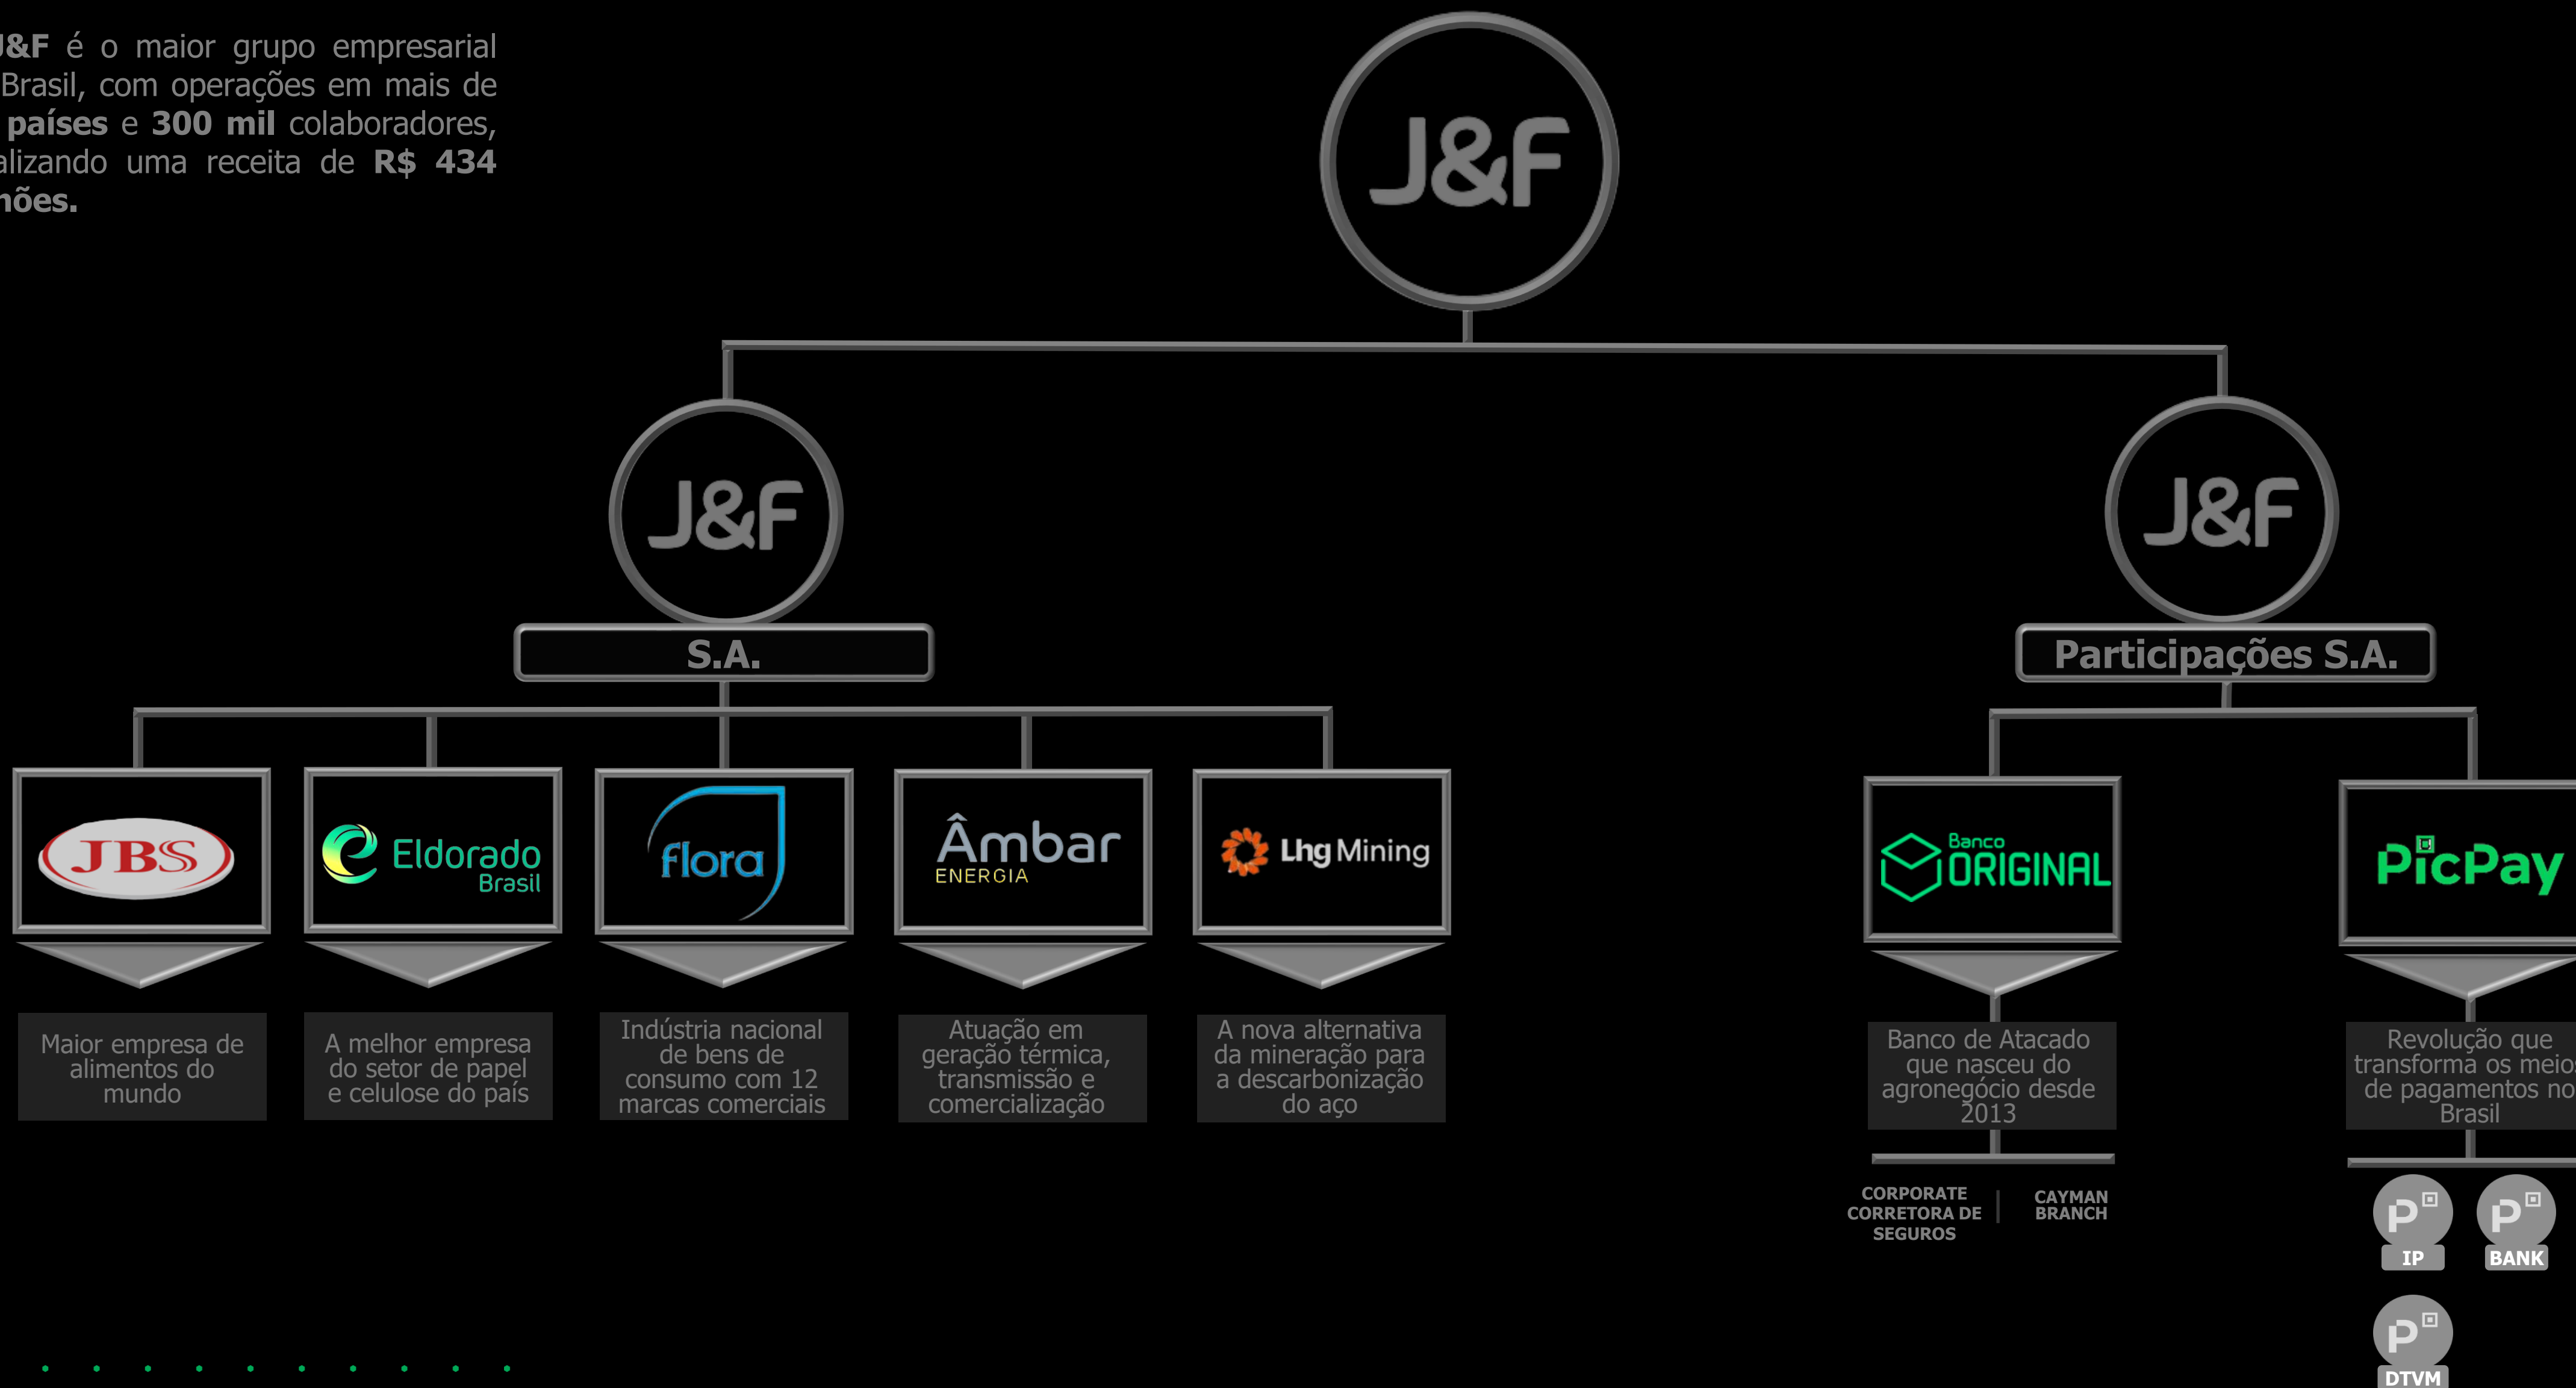 J&F é o maior grupo empresarial
Brasil, com operações em mais de
países e 300 mil colaboradores,
alizando uma receita de R$ 434
hões.
J&F
J&F
J&F
S.A.
Participações S.A.
JBS
Eldorado
Brasil
flora
Âmbar
ENERGIA
Lhg Mining
Banco
ORIGINAL
PicPay
Maior empresa de
alimentos do
mundo
A melhor empresa
do setor de papel
e celulose do país
Indústria nacional
de bens de
consumo com 12
marcas comerciais
Atuação em
geração térmica,
transmissão e
comercialização
A nova alternativa
da mineração para
a descarbonização
do aço
Banco de Atacado
que nasceu do
agronegócio desde
2013
Revolução que
transforma os meios
de pagamentos no
Brasil
CORPORATE
CORRETORA DE
SEGUROS
CAYMAN
BRANCH
P
IP
P
BANK
P
DTVM